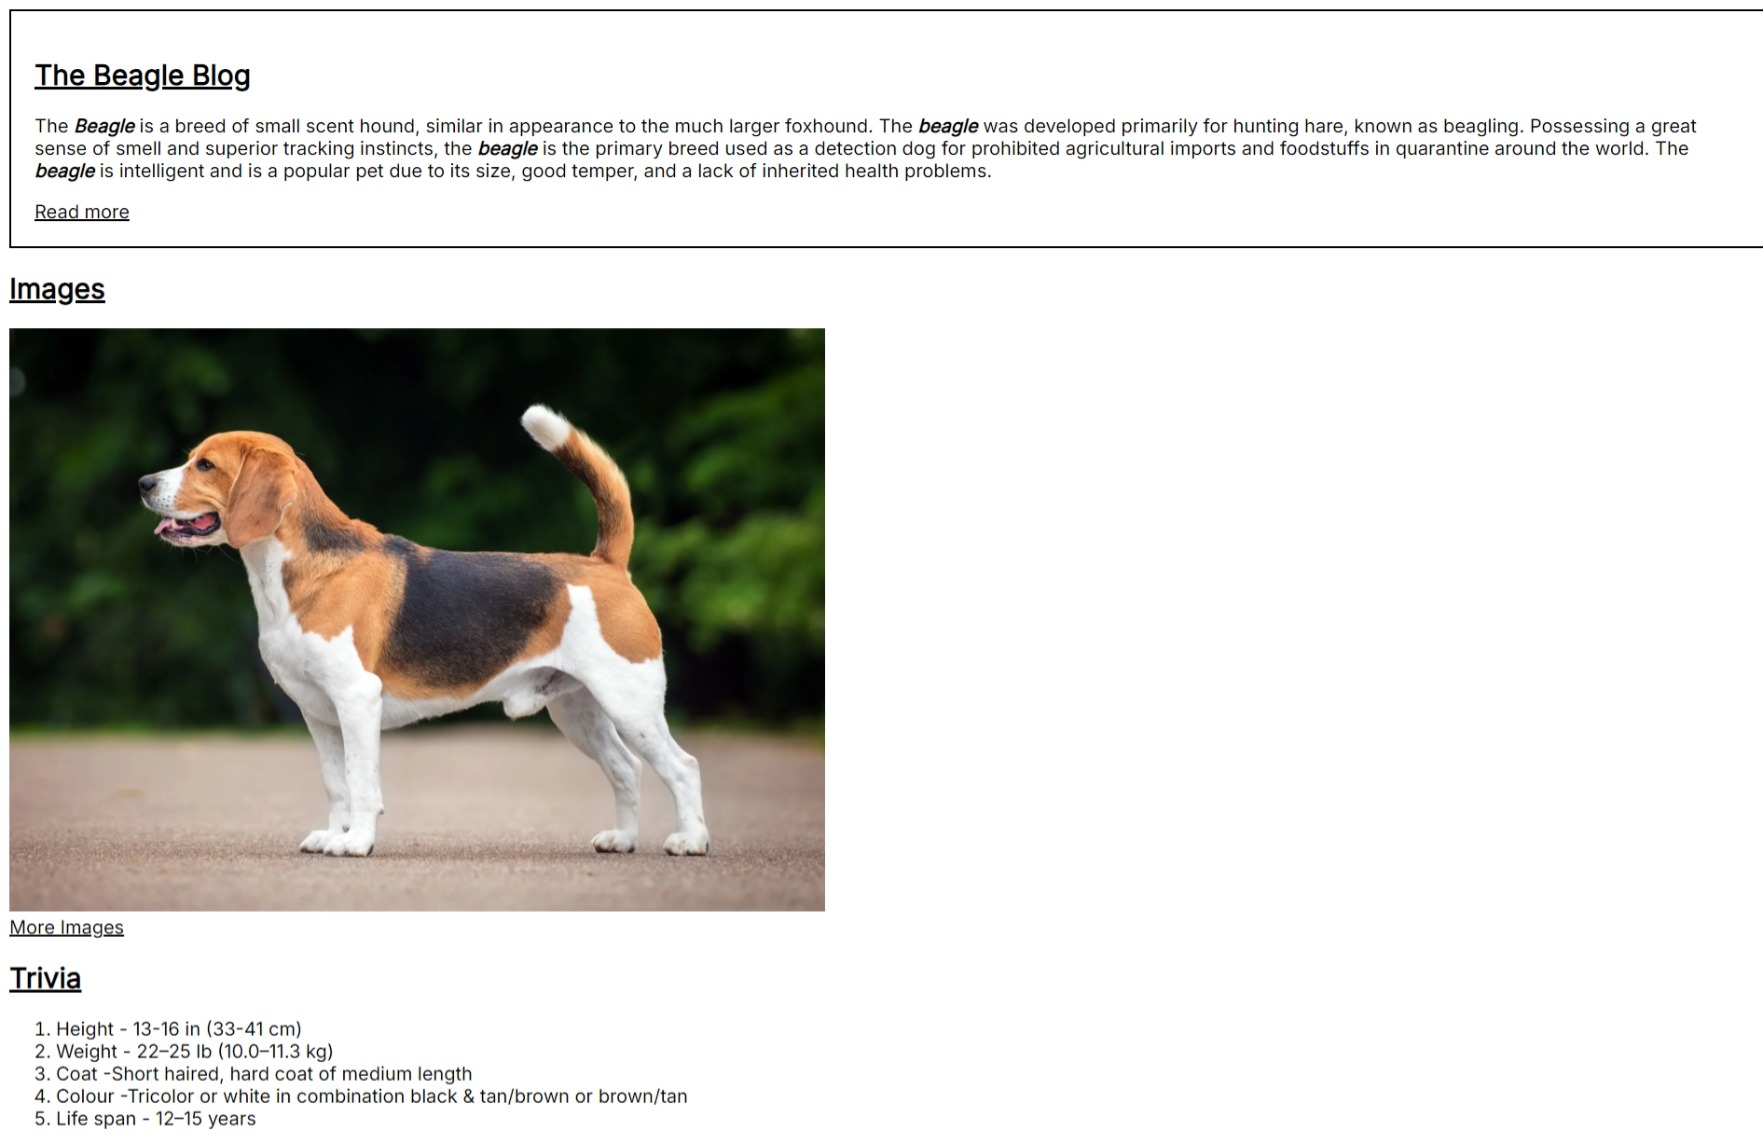 The Beagle Blog
The Beagle is a breed of small scent hound, similar in appearance to the much larger foxhound. The beagle was developed primarily for hunting hare, known as beagling. Possessing a great
sense of smell and superior tracking instincts, the beagle is the primary breed used as a detection dog for prohibited agricultural imports and foodstuffs in quarantine around the world. The
beagle is intelligent and is a popular pet due to its size, good temper, and a lack of inherited health problems.
Read more
Images
More Images
Trivia
1. Height - 13-16 in (33-41 cm)
2. Weight - 22–25 lb (10.0–11.3 kg)
3. Coat -Short haired, hard coat of medium length
4. Colour -Tricolor or white in combination black & tan/brown or brown/tan
5. Life span - 12–15 years